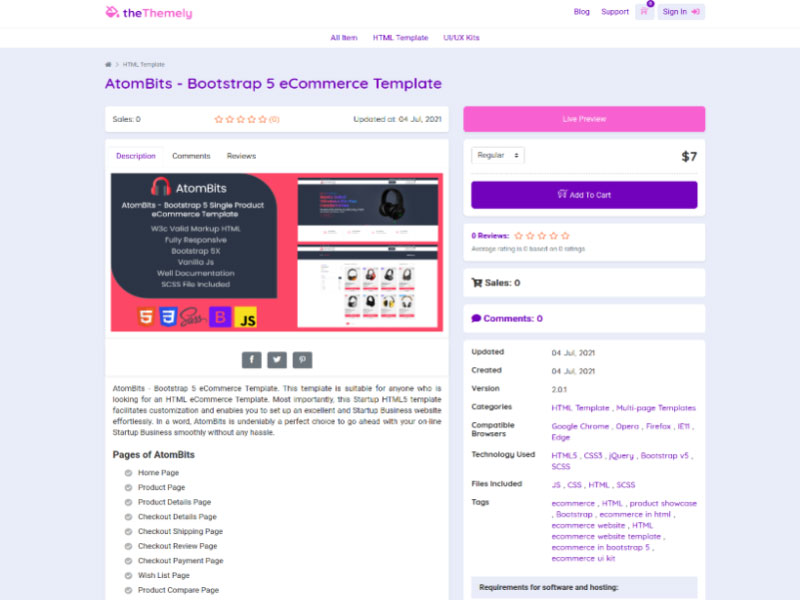 theThemely
Blog Support 0 Sign In
All Item HTML Template UI/UX Kits
HTML Template
AtomBits - Bootstrap 5 eCommerce Template
Sales: 0 (0) Updated at: 04 Jul, 2021
Description Comments Reviews
AtomBits
AtomBits - Bootstrap 5 Single Product
eCommerce Template
W3c Valid Markup HTML
Fully Responsive
Bootstrap 5X
Vanilla Js
Well Documentation
SCSS File Included
5 3 Sass B JS
AtomBits - Bootstrap 5 eCommerce Template. This template is suitable for anyone who is
looking for an HTML eCommerce Template. Most importantly, this Startup HTML5 template
facilitates customization and enables you to set up an excellent and Startup Business website
effortlessly. In a word, AtomBits is undeniably a perfect choice to go ahead with your on-line
Startup Business smoothly without any hassle.
Pages of AtomBits
Home Page
Product Page
Product Details Page
Checkout Details Page
Checkout Shipping Page
Checkout Review Page
Checkout Payment Page
Wish List Page
Product Compare Page
Live Preview
Regular $7
Add To Cart
0 Reviews:
Average rating is 0 based on 0 ratings
Sales: 0
Comments: 0
Updated 04 Jul, 2021
Created 04 Jul, 2021
Version 2.0.1
Categories HTML Template , Multi-page Templates
Compatible Browsers Google Chrome , Opera , Firefox , IE11 ,
Edge
Technology Used HTML5 , CSS3 , jQuery , Bootstrap v5 ,
SCSS
Files Included JS , CSS , HTML , SCSS
Tags ecommerce , HTML , product showcase
, Bootstrap , ecommerce in html ,
ecommerce website , HTML
ecommerce website template ,
ecommerce in bootstrap 5 ,
ecommerce ui kit
Requirements for software and hosting: